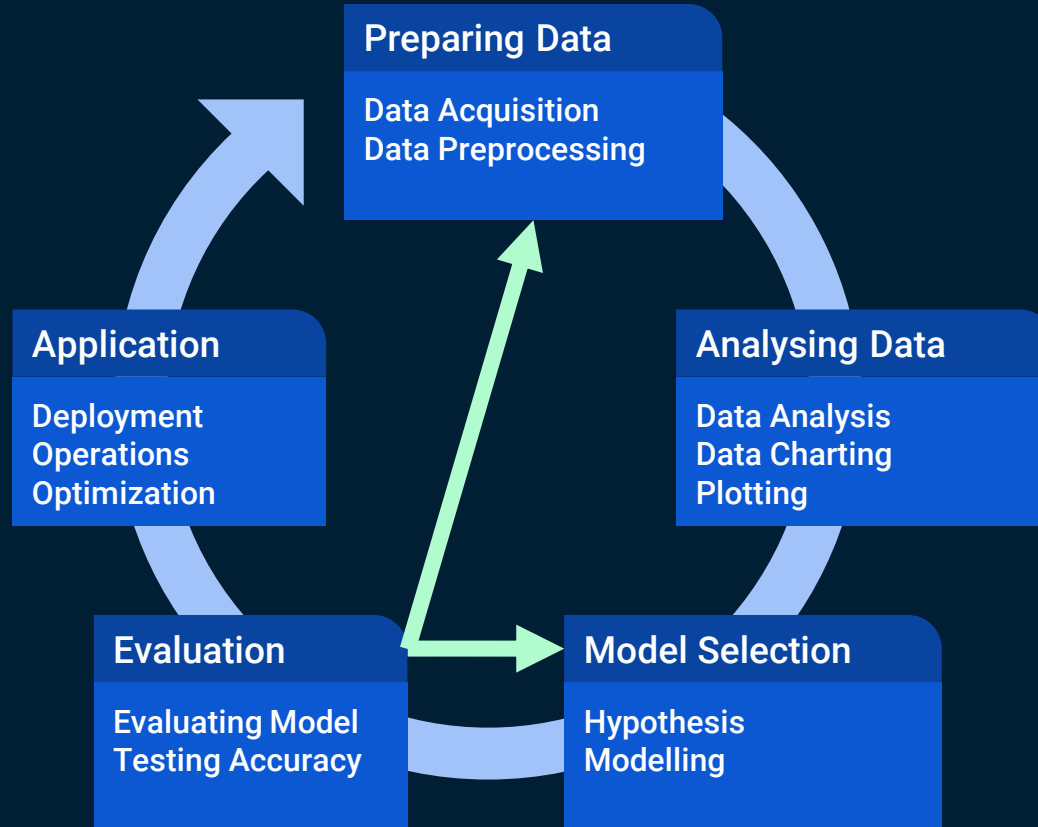 Preparing Data
Data Acquisition
Data Preprocessing
Application
Deployment
Operations
Optimization
Analysing Data
Data Analysis
Data Charting
Plotting
Evaluation
Evaluating Model
Testing Accuracy
Model Selection
Hypothesis
Modelling